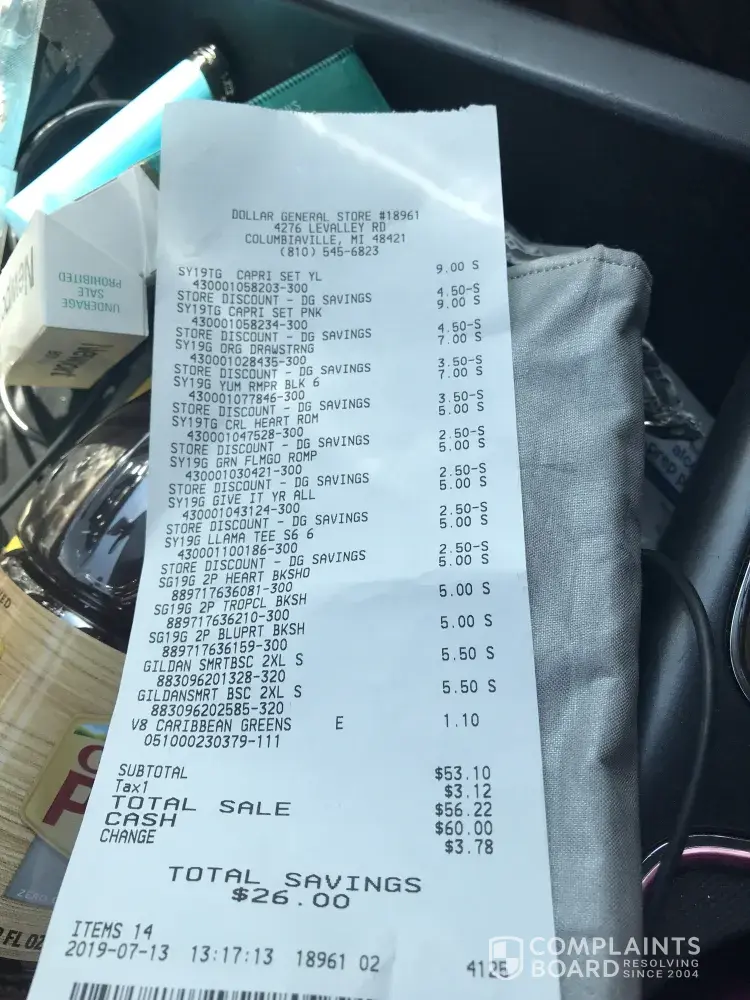 DOLLAR GENERAL STORE #18961
4276 LEVALLEY RD
COLUMBIAVILLE, MI 48421
(810) 545-6823
SY19TG CAPRI SET YL 9.00 S
430001058203-300
STORE DISCOUNT - DG SAVINGS 4.50-S
SY19TG CAPRI SET PNK 9.00 S
430001058234-300
STORE DISCOUNT - DG SAVINGS 4.50-S
SY19G ORG DRAWSTRNG 7.00 S
430001028435-300
STORE DISCOUNT - DG SAVINGS 3.50-S
SY19G YUM RMPR BLK 6 7.00 S
430001077846-300
STORE DISCOUNT - DG SAVINGS 3.50-S
SY19TG CRL HEART ROM 5.00 S
430001047528-300
STORE DISCOUNT - DG SAVINGS 2.50-S
SY19G GRN FLMGO ROMP 5.00 S
430001030421-300
STORE DISCOUNT - DG SAVINGS 2.50-S
SY19G GIVE IT YR ALL 5.00 S
430001043124-300
STORE DISCOUNT - DG SAVINGS 2.50-S
SY19G LLAMA TEE S6 6 5.00 S
430001100186-300
STORE DISCOUNT - DG SAVINGS 2.50-S
SG19G 2P HEART BKSHO 5.00 S
889717636081-300
SG19G 2P TROPCL BKSH 5.00 S
889717636210-300
SG19G 2P BLUPRT BKSH 5.00 S
889717636159-300
GILDAN SMRTBSC 2XL S 5.50 S
883096201328-320
GILDANSMRT BSC 2XL S 5.50 S
883096202585-320
V8 CARIBBEAN GREENS E 1.10
051000230379-111
SUBTOTAL $53.10
Tax1 $3.12
TOTAL SALE $56.22
CASH $60.00
CHANGE $3.78
TOTAL SAVINGS
$26.00
ITEMS 14
2019-07-13 13:17:13 18961 02
UNDERAGE
SALE
PROHIBITED
Newport
FL OZ
COMPLAINTS
BOARD RESOLVING
SINCE 2004